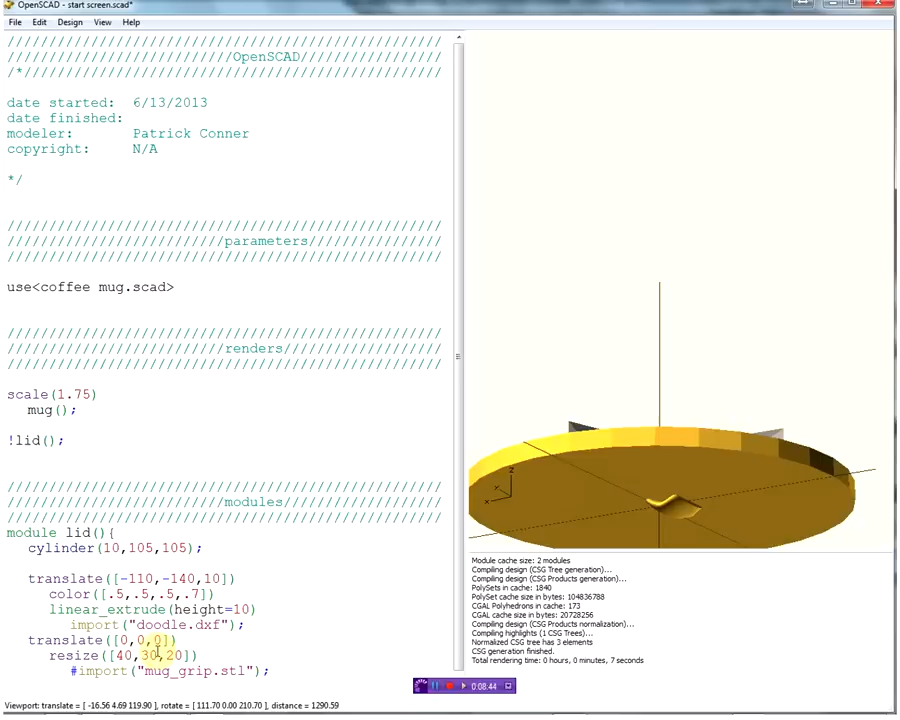 OpenSCAD - start screen.scad*
File Edit Design View Help
////////////////////////////////////////////////////
///////////////////////////OpenSCAD/////////////////
/*//////////////////////////////////////////////////
date started: 6/13/2013
date finished:
modeler: Patrick Conner
copyright: N/A
*/
////////////////////////////////////////////////////
//////////////////////////parameters////////////////
////////////////////////////////////////////////////
use<coffee mug.scad>
////////////////////////////////////////////////////
//////////////////////////renders///////////////////
////////////////////////////////////////////////////
scale(1.75)
mug();
!lid();
////////////////////////////////////////////////////
//////////////////////////modules///////////////////
////////////////////////////////////////////////////
module lid(){
cylinder(10,105,105);
translate([-110,-140,10])
color([.5,.5,.5,.7])
linear_extrude(height=10)
import("doodle.dxf");
translate([0,0,0])
resize([40,30,20])
#import("mug_grip.stl");
z
Y
x
Module cache size: 2 modules
Compiling design (CSG Tree generation)...
Compiling design (CSG Products generation)...
PolySets in cache: 1840
PolySet cache size in bytes: 104836788
CGAL Polyhedrons in cache: 173
CGAL cache size in bytes: 20728256
Compiling design (CSG Products normalization)...
Compiling highlights (1 CSG Trees)...
Normalized CSG tree has 3 elements
CSG generation finished.
Total rendering time: 0 hours, 0 minutes, 7 seconds
0:08:44
Viewport: translate = [ -16.56 4.69 119.90 ], rotate = [ 111.70 0.00 210.70 ], distance = 1290.59